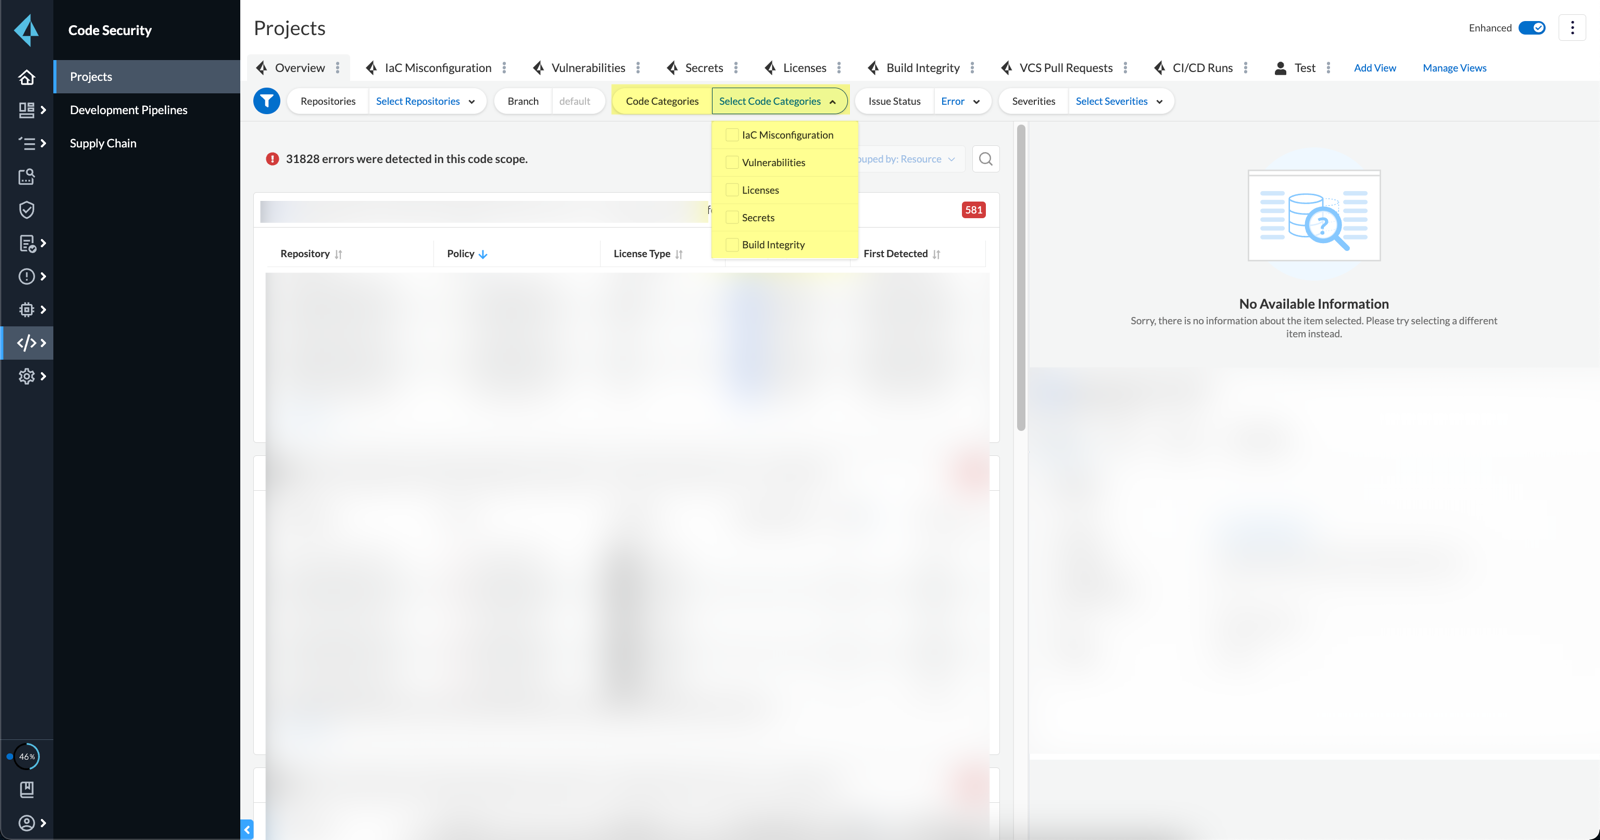 Code Security
Projects
Development Pipelines
Supply Chain
46%
Projects
Enhanced
Overview
IaC Misconfiguration
Vulnerabilities
Secrets
Licenses
Build Integrity
VCS Pull Requests
CI/CD Runs
Test
Add View
Manage Views
Repositories
Select Repositories
Branch
default
Code Categories
Select Code Categories
Issue Status
Error
Severities
Select Severities
IaC Misconfiguration
Vulnerabilities
Licenses
Secrets
Build Integrity
31828 errors were detected in this code scope.
ouped by: Resource
581
Repository
Policy
License Type
First Detected
No Available Information
Sorry, there is no information about the item selected. Please try selecting a different
item instead.